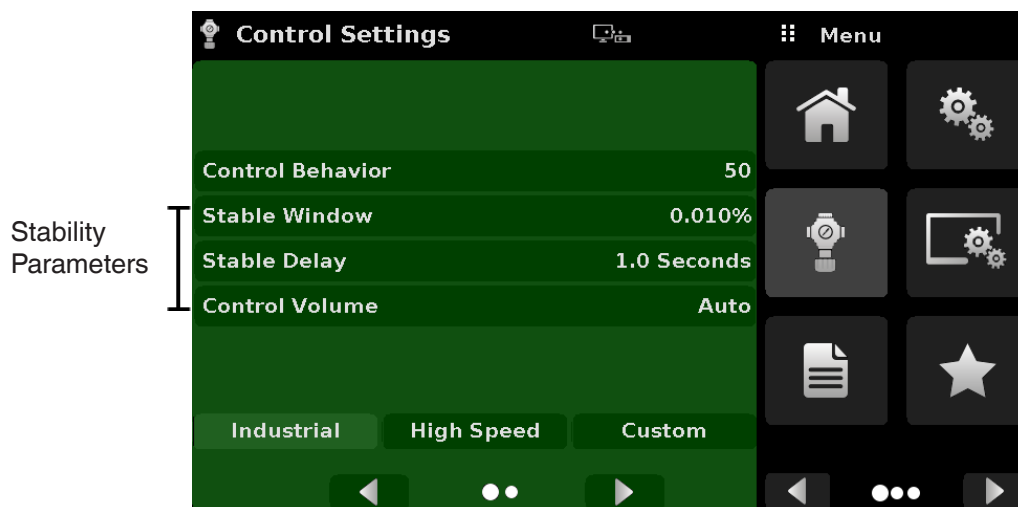 Control Settings
Menu
Control Behavior 50
Stability
Parameters
Stable Window 0.010%
Stable Delay 1.0 Seconds
Control Volume Auto
Industrial High Speed Custom